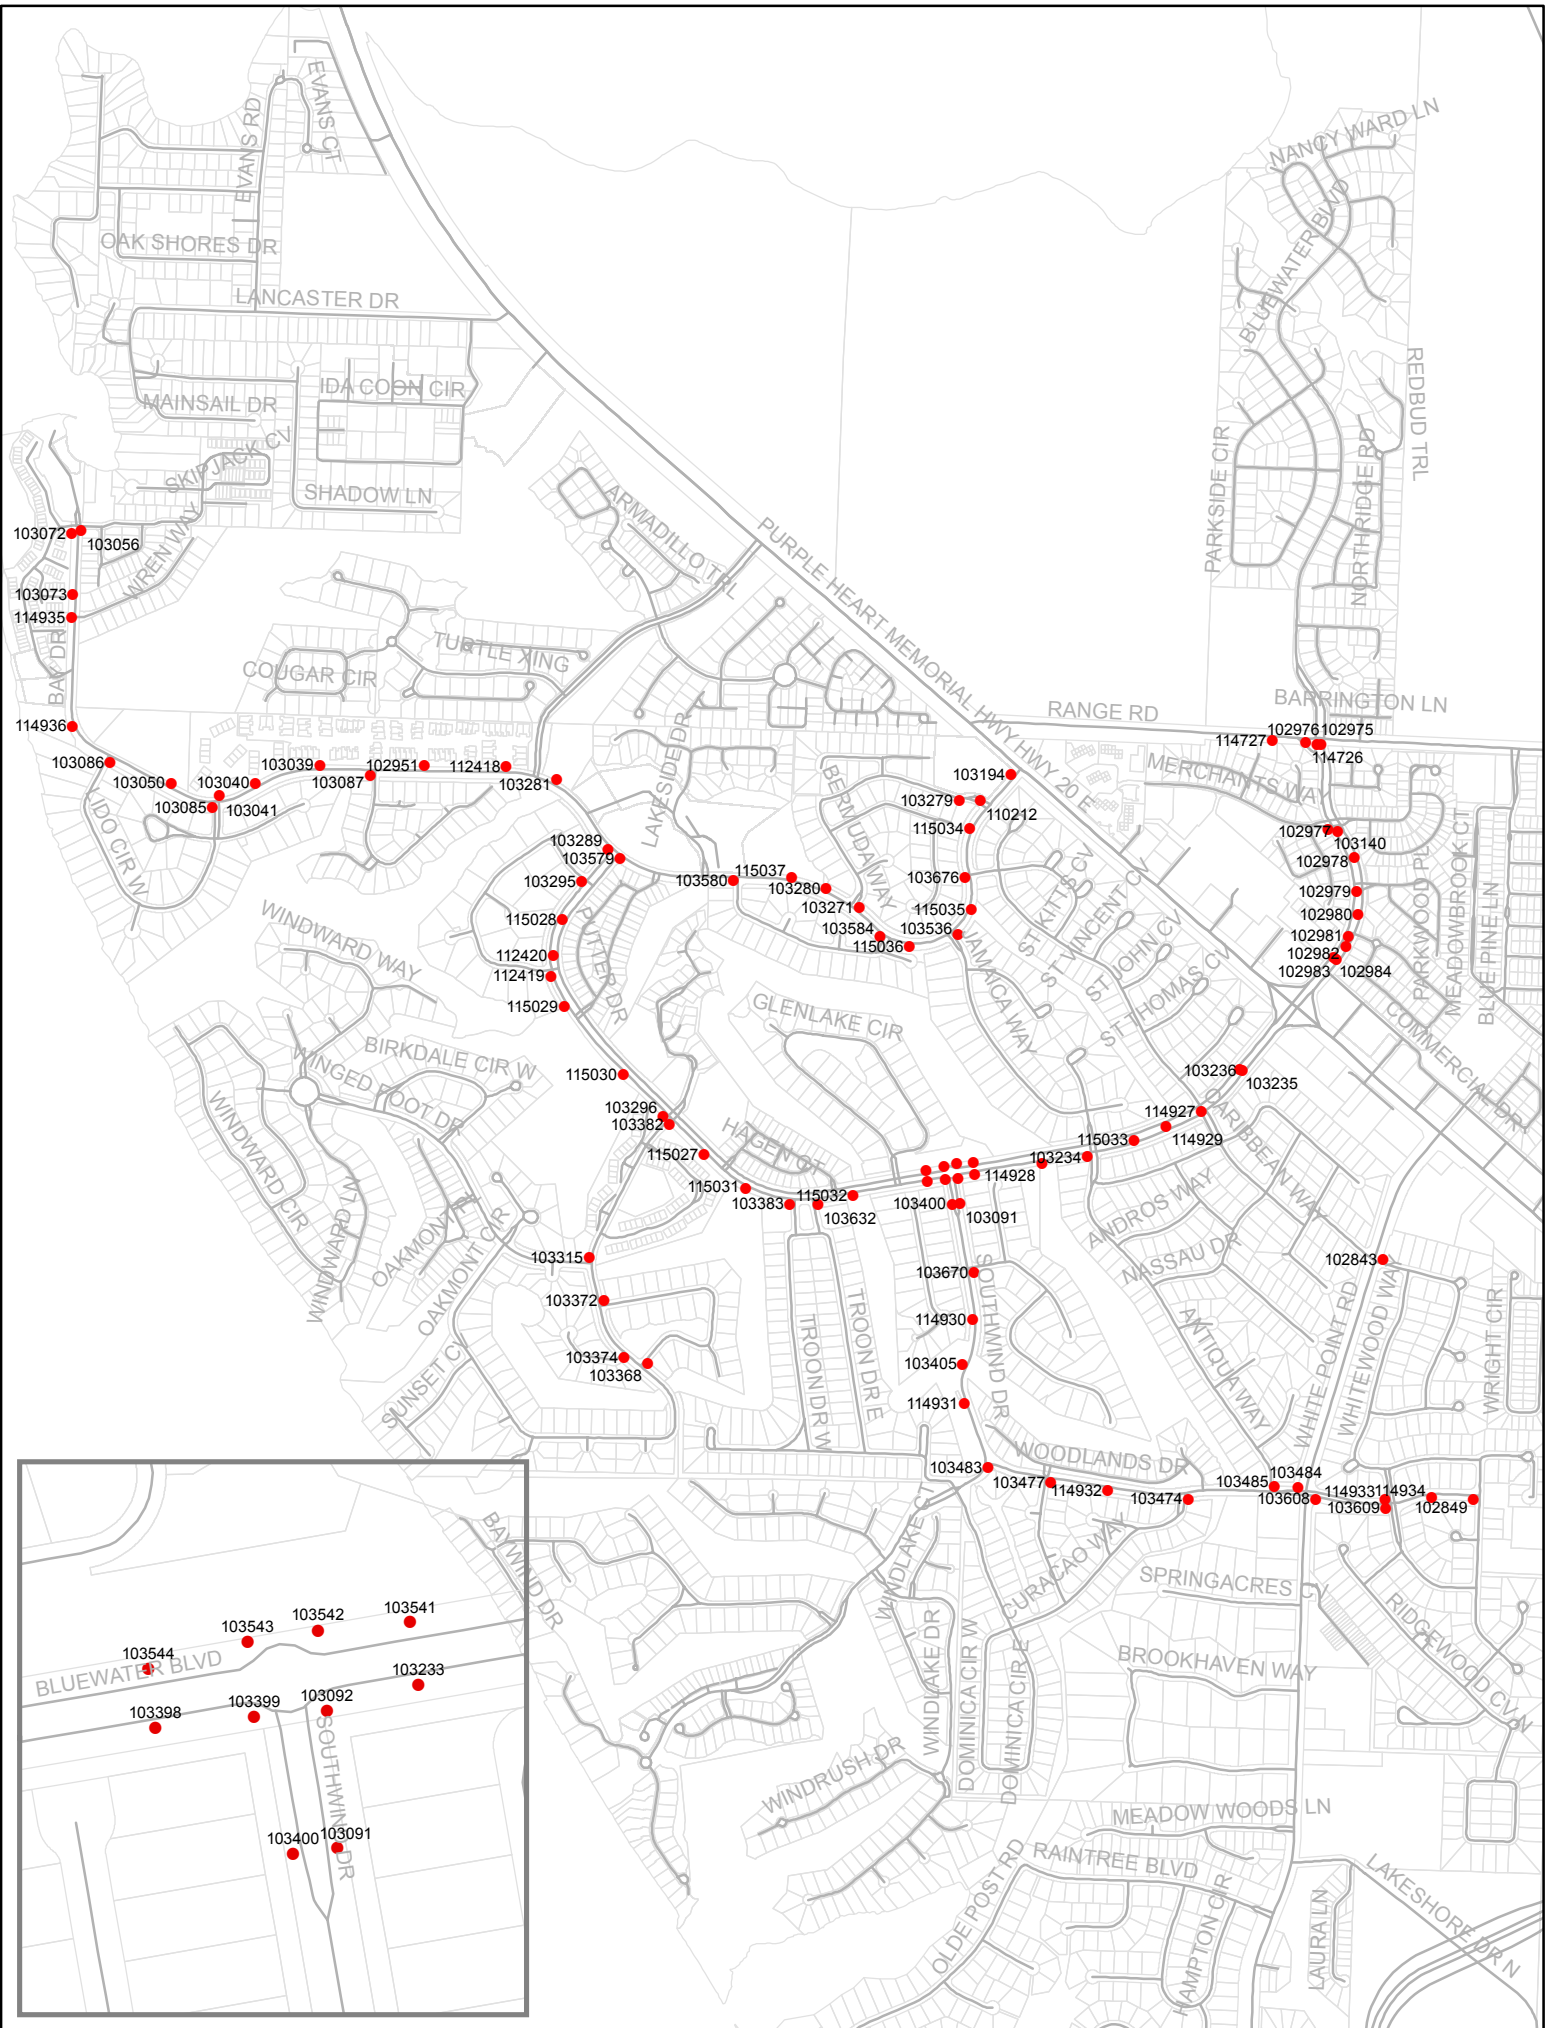 EVANS RD
EVANS CT
NANCY WARD LN
OAK SHORES DR
BLUEWATER BLVD
LANCASTER DR
IDA COON CIR
MAINSAIL DR
REDBUD TRL
SKIPJACK CV
SHADOW LN
PARKSIDE CIR
NORTHRIDGE RD
ARMADILLO TRL
PURPLE HEART MEMORIAL HWY HWY 20 E
103072
103056
WREN WAY
103073
114935
BAY DR
TURTLE XING
COUGAR CIR
BARRINGTON LN
RANGE RD
114936
102976
102975
114727
114726
103086
103039
102951
112418
LAKESIDE DR
MERCHANTS WAY
103050
103040
103087
103281
103194
103085
103041
BERMUDA WAY
103279
110212
LIDO CIR W
115034
102977
103140
103289
103579
102978
PARKWOOD PL
MEADOWBROOK CT
BLUE PINE LN
103295
103580
115037
103280
103676
ST KITTS CV
ST VINCENT CV
102979
WINDWARD WAY
115028
PUTTER DR
103271
115035
102980
103584
103536
115036
ST JOHN CV
102981
112420
102982
112419
102983
102984
115029
JAMAICA WAY
ST THOMAS CV
GLENLAKE CIR
COMMERCIAL DR
BIRKDALE CIR W
WINGED FOOT DR
115030
103236
103235
WINDWARD CIR
103296
103382
114927
CARIBBEAN WAY
HAGEN CT
115033
114929
115027
103234
115031
115032
114928
103383
103632
103400
103091
WINDWARD LN
OAKMONT PL
OAKMONT CIR
ANDROS WAY
103315
NASSAU DR
102843
103670
SOUTHWIND DR
103372
TROON DR W
TROON DR E
114930
ANTIQUA WAY
WHITE POINT RD
WHITEWOOD WAY
WRIGHT CIR
103374
103368
103405
SUNSET CV
114931
WOODLANDS DR
103483
103477
114932
103474
103485
103484
103608
114933
114934
103609
102849
BAYWIND DR
WINDLAKE CT
CURACAO WAY
SPRINGACRES CV
RIDGEWOOD CV N
WINDLAKE DR
DOMINICA CIR W
DOMINICA CIR E
BROOKHAVEN WAY
WINDRUSH DR
MEADOW WOODS LN
OLDE POST RD
RAINTREE BLVD
HAMPTON CIR
LAURA LN
LAKESHORE DR N
103541
103542
103543
103544
BLUEWATER BLVD
103233
103092
103399
103398
SOUTHWIND DR
103400
103091